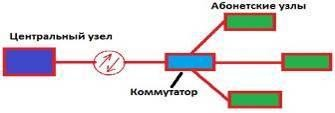 Абонетские узлы
Центральный узел
Коммутатор